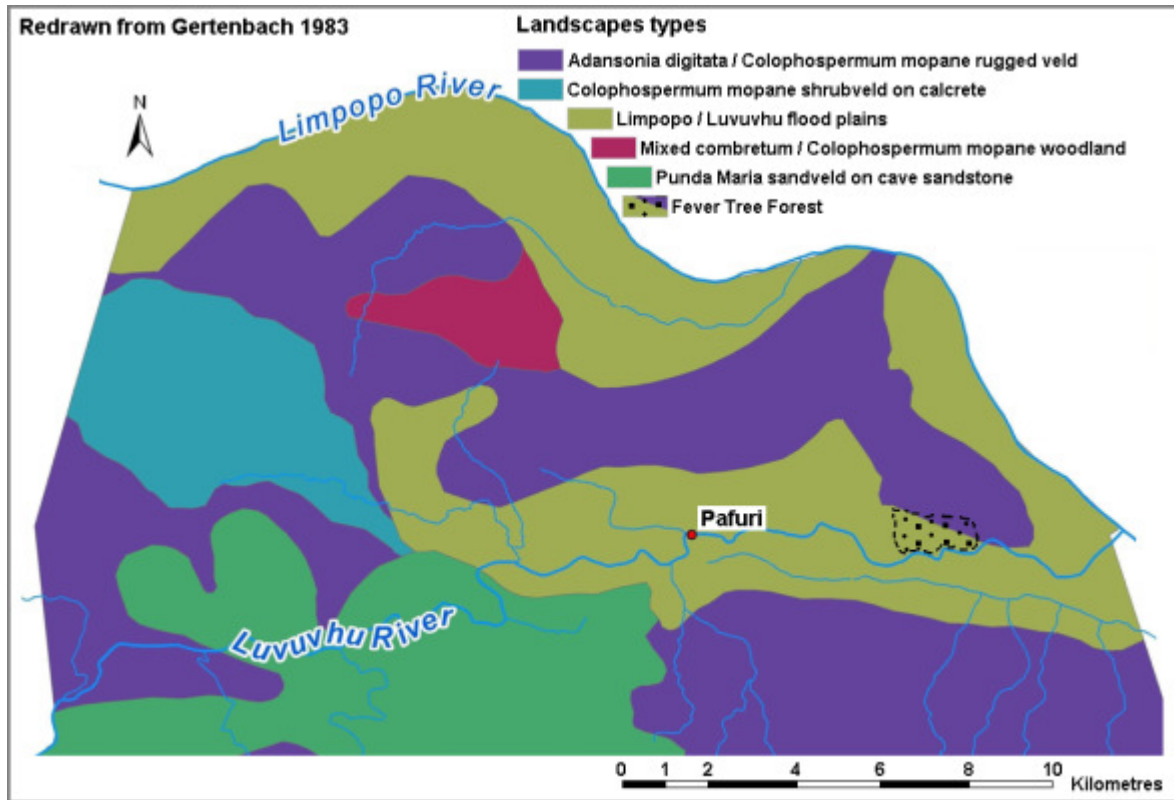 Redrawn from Gertenbach 1983
Landscapes types
Adansonia digitata / Colophospermum mopane rugged veld
Colophospermum mopane shrubveld on calcrete
Limpopo / Luvuvhu flood plains
Mixed combretum / Colophospermum mopane woodland
Punda Maria sandveld on cave sandstone
Fever Tree Forest
N
Limpopo River
Pafuri
Luvuvhu River
0 1 2 4 6 8 10
Kilometres